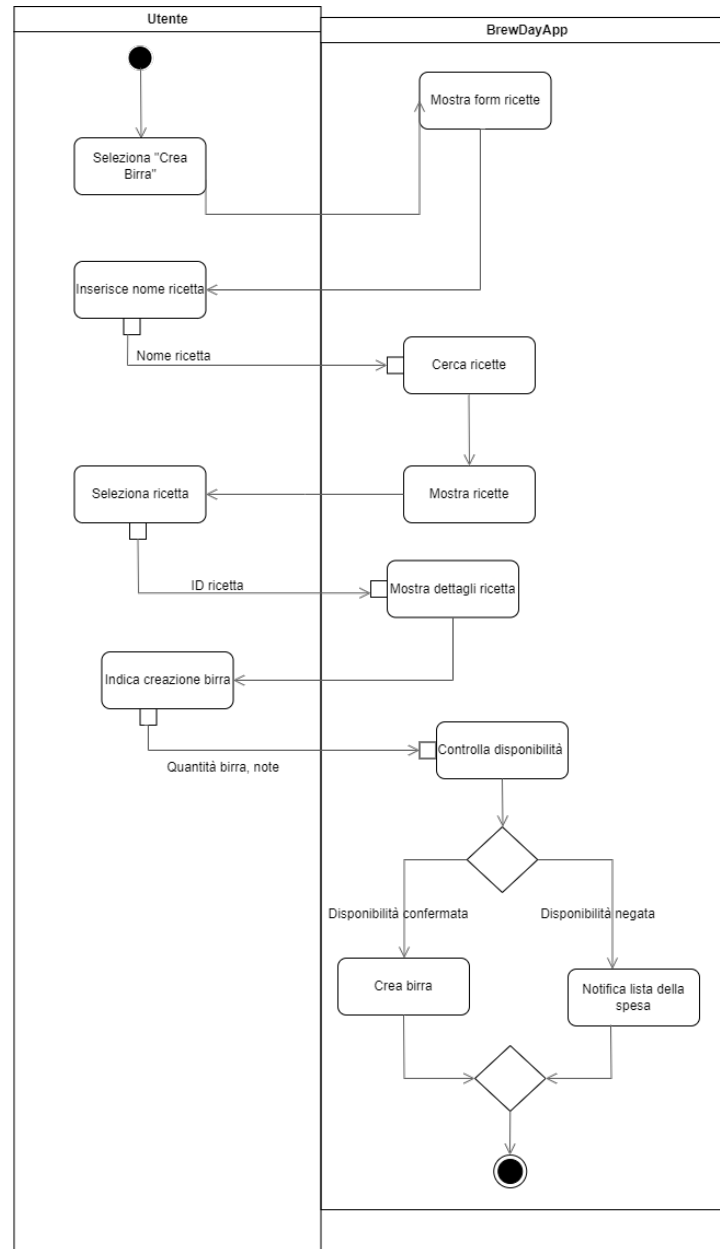 Utente
BrewDayApp
Mostra form ricette
Seleziona "Crea
Birra"
Inserisce nome ricetta
Nome ricetta
Cerca ricette
Seleziona ricetta
Mostra ricette
ID ricetta
Mostra dettagli ricetta
Indica creazione birra
Controlla disponibilità
Quantità birra, note
Disponibilità confermata
Disponibilità negata
Crea birra
Notifica lista della
spesa